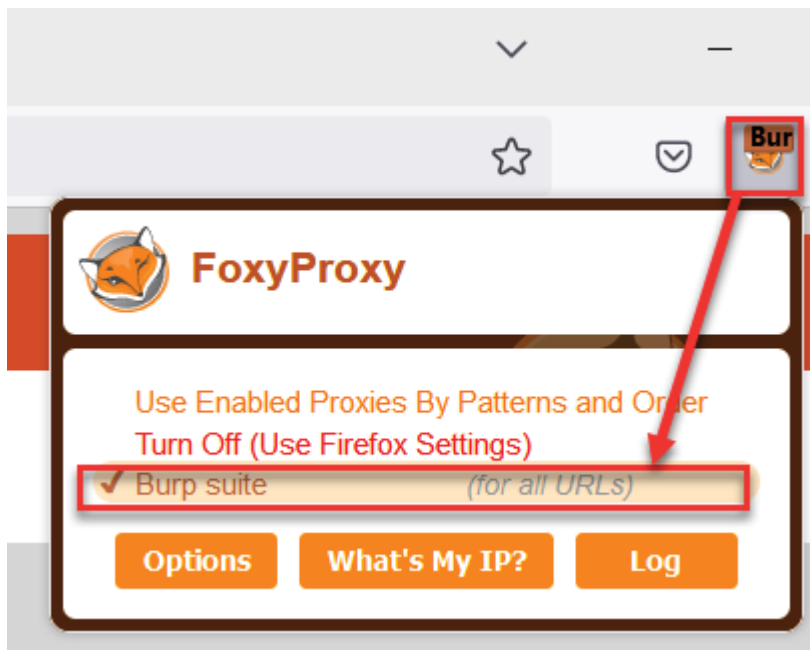 Bur
FoxyProxy
Use Enabled Proxies By Patterns and Order
Turn Off (Use Firefox Settings)
Burp suite (for all URLs)
Options What's My IP? Log